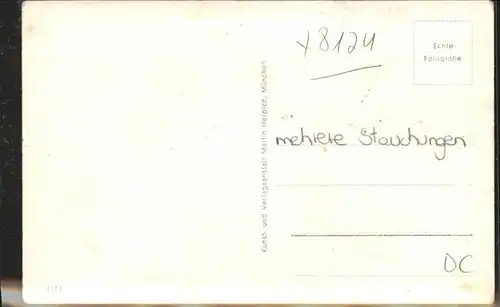 x8124
Echte
Fotografie
Kunst- und Verlagsanstalt Martin Herpich, München
mehrere Stauchungen
DC